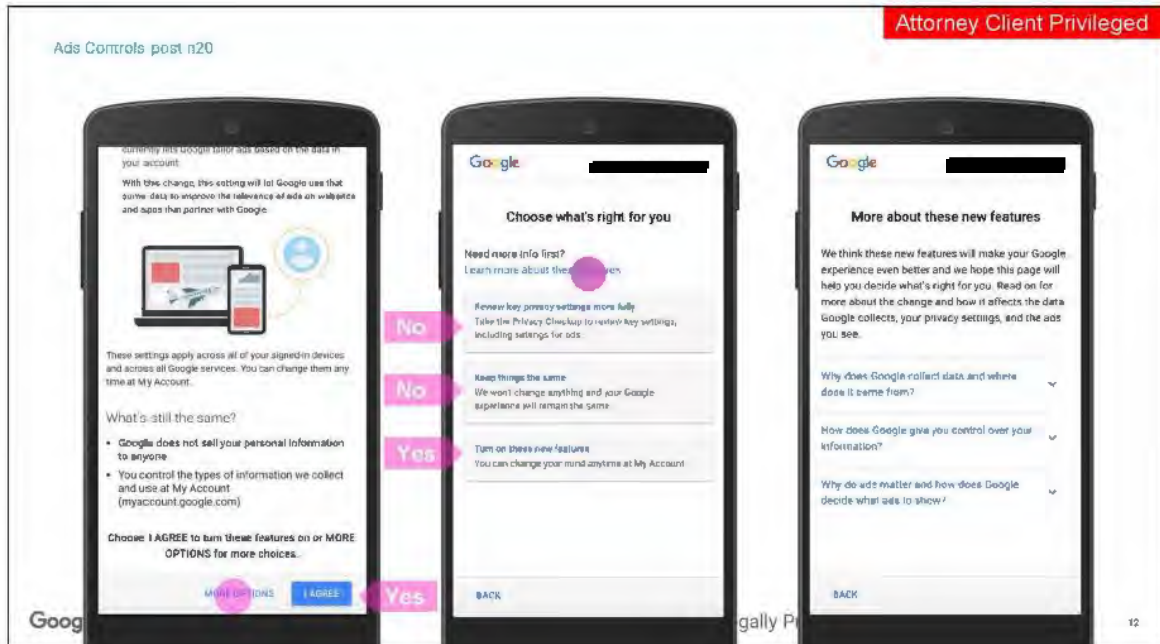 Attorney Client Privileged
Ads Controls post n20
currently lets Google tailor ads based on the data in
your account
With this change, this setting will let Google use that
same data to improve the relevance of ads on websites
and apps that partner with Google.
These settings apply across all of your signed-in devices
and across all Google services. You can change them any
time at My Account.
What's still the same?
• Google does not sell your personal information
to anyone
• You control the types of information we collect
and use at My Account
(myaccount.google.com)
Choose I AGREE to turn these features on or MORE
OPTIONS for more choices.
MORE OPTIONS
I AGREE
Yes
Google
Choose what's right for you
Need more info first?
Learn more about these
No
Review key privacy settings more fully
Take the Privacy Checkup to review key settings,
including settings for ads
No
Keep things the same
We won't change anything and your Google
experience will remain the same
Yes
Turn on these new features
You can change your mind anytime at My Account
BACK
Google
More about these new features
We think these new features will make your Google
experience even better and we hope this page will
help you decide what's right for you. Read on for
more about the change and how it affects the data
Google collects, your privacy settings, and the ads
you see.
Why does Google collect data and where
does it come from?
How does Google give you control over your
information?
Why do ads matter and how does Google
decide what ads to show?
BACK
Goog
gally Pr
12